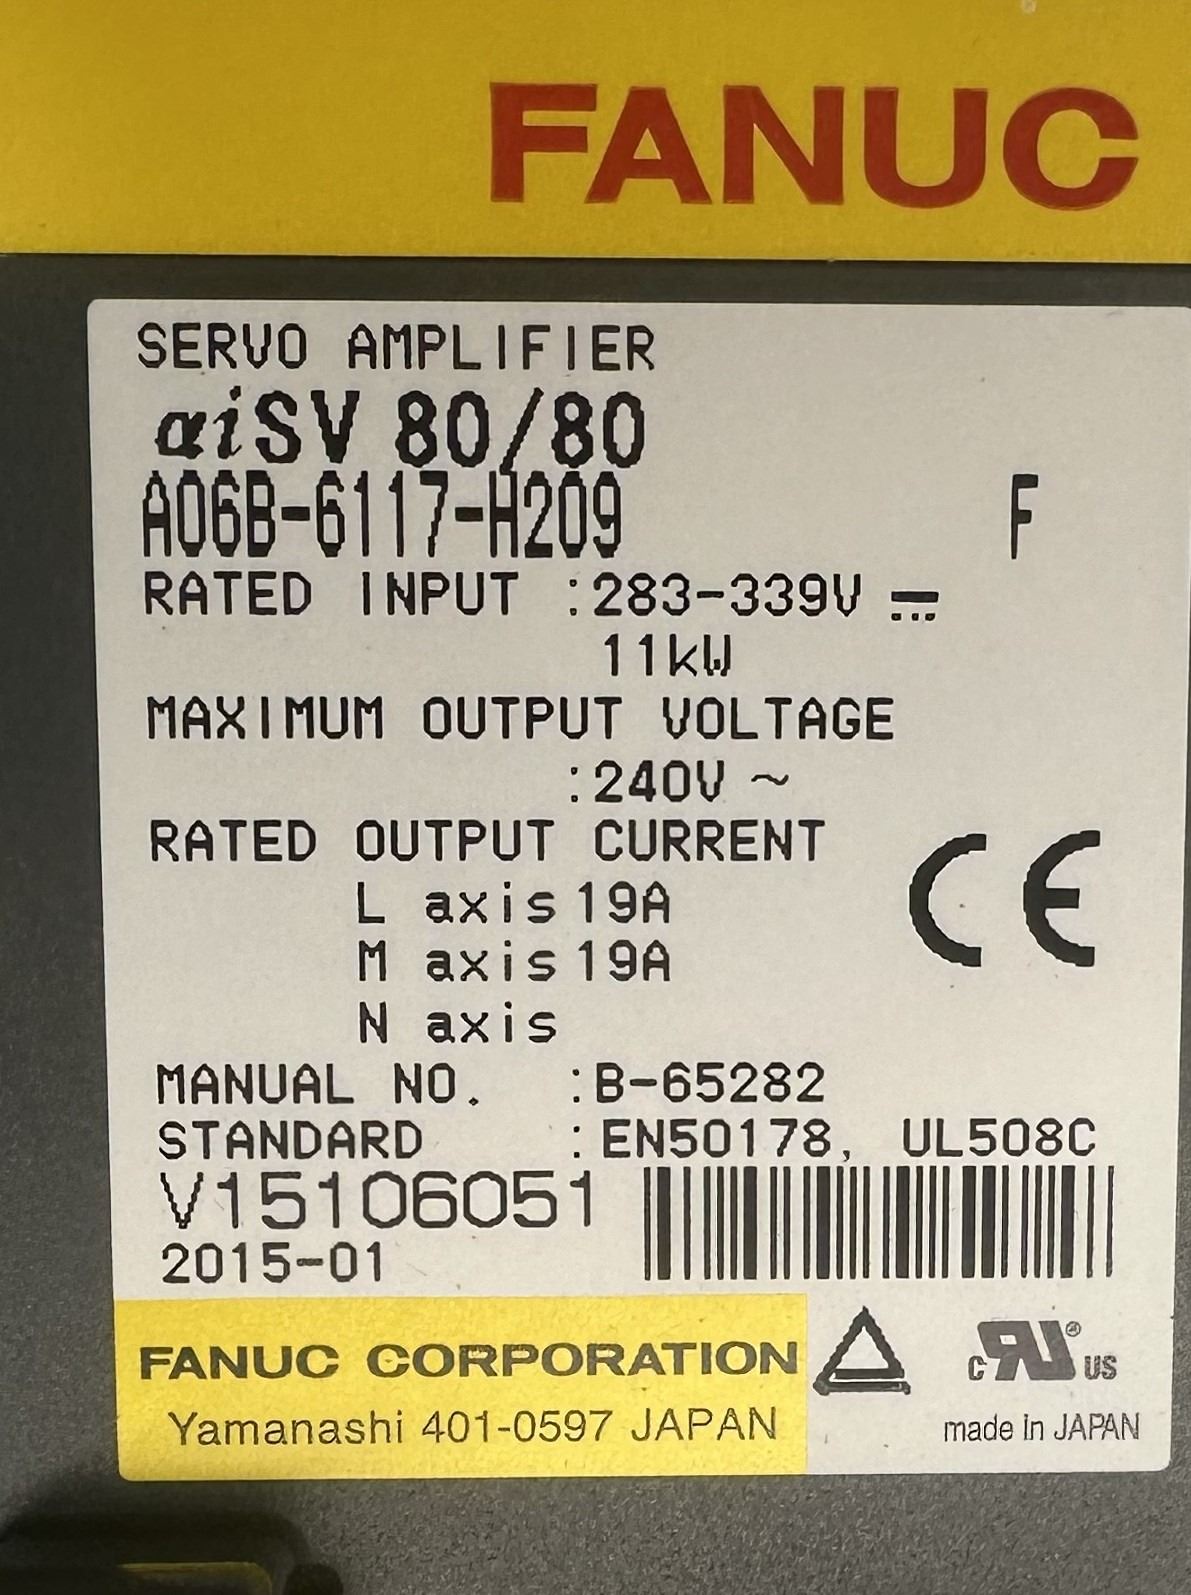 FANUC
SERVO AMPLIFIER
αiSV 80/80
A06B-6117-H209 F
RATED INPUT :283-339V ⎓
11kW
MAXIMUM OUTPUT VOLTAGE
:240V ~
RATED OUTPUT CURRENT
L axis 19A
M axis 19A
N axis
CE
MANUAL NO. :B-65282
STANDARD :EN50178, UL508C
V15106051
2015-01
FANUC CORPORATION
Yamanashi 401-0597 JAPAN
c RU ® US
made in JAPAN